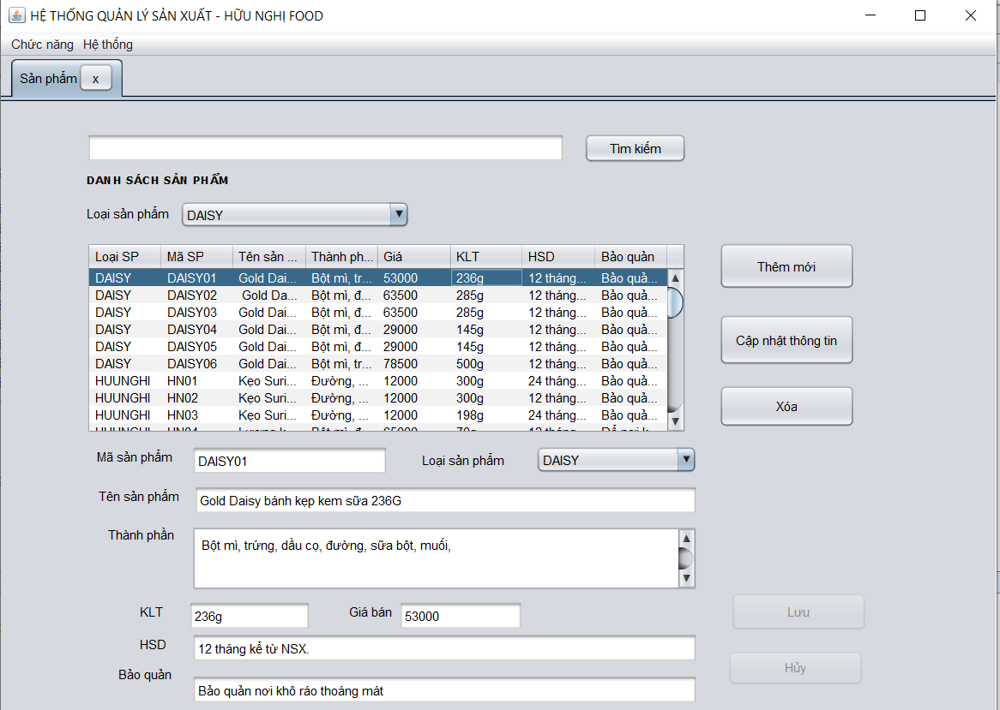 HỆ THỐNG QUẢN LÝ SẢN XUẤT - HỮU NGHỊ FOOD
Chức năng Hệ thống
Sản phẩm x
Tìm kiếm
DANH SÁCH SẢN PHẨM
Loại sản phẩm DAISY
Loại SP Mã SP Tên sản ... Thành ph... Giá KLT HSD Bảo quản
DAISY DAISY01 Gold Dai... Bột mì, tr... 53000 236g 12 tháng... Bảo quả...
DAISY DAISY02 Gold Da... Bột mì, đ... 63500 285g 12 tháng... Bảo quả...
DAISY DAISY03 Gold Dai... Bột mì, đ... 63500 285g 12 tháng... Bảo quả...
DAISY DAISY04 Gold Dai... Bột mì, đ... 29000 145g 12 tháng... Bảo quả...
DAISY DAISY05 Gold Dai... Bột mì, đ... 29000 145g 12 tháng... Bảo quả...
DAISY DAISY06 Gold Dai... Bột mì, tr... 78500 500g 12 tháng... Bảo quả...
HUUNGHI HN01 Kẹo Suri... Đường, ... 12000 300g 24 tháng... Bảo quả...
HUUNGHI HN02 Kẹo Suri... Đường, ... 12000 300g 12 tháng... Bảo quả...
HUUNGHI HN03 Kẹo Suri... Đường, ... 12000 198g 24 tháng... Bảo quả...
HUUNGHI HN04
Thêm mới
Cập nhật thông tin
Xóa
Mã sản phẩm DAISY01 Loại sản phẩm DAISY
Tên sản phẩm Gold Daisy bánh kẹp kem sữa 236G
Thành phần Bột mì, trứng, dầu cọ, đường, sữa bột, muối,
KLT 236g Giá bán 53000
HSD 12 tháng kể từ NSX.
Bảo quản Bảo quản nơi khô ráo thoáng mát
Lưu
Hủy